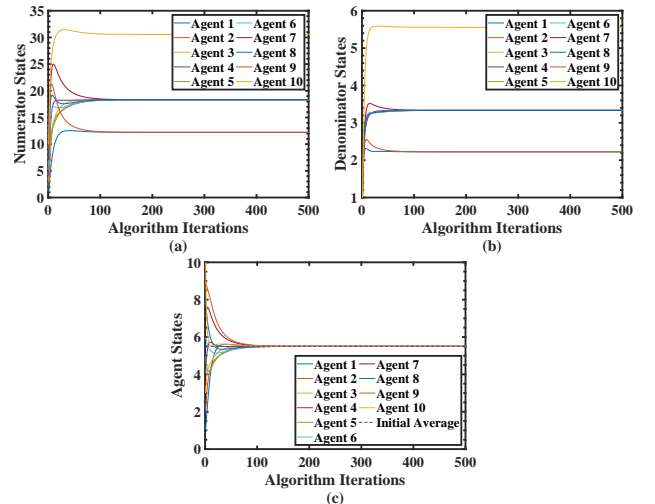 35
30
25
20
15
10
5
0
Numerator States
Agent 1 Agent 6
Agent 2 Agent 7
Agent 3 Agent 8
Agent 4 Agent 9
Agent 5 Agent 10
0 100 200 300 400 500
Algorithm Iterations
(a)
6
5
4
3
2
1
Denominator States
Agent 1 Agent 6
Agent 2 Agent 7
Agent 3 Agent 8
Agent 4 Agent 9
Agent 5 Agent 10
0 100 200 300 400 500
Algorithm Iterations
(b)
10
8
6
4
2
0
Agent States
Agent 1 Agent 7
Agent 2 Agent 8
Agent 3 Agent 9
Agent 4 Agent 10
Agent 5 Initial Average
Agent 6
0 100 200 300 400 500
Algorithm Iterations
(c)